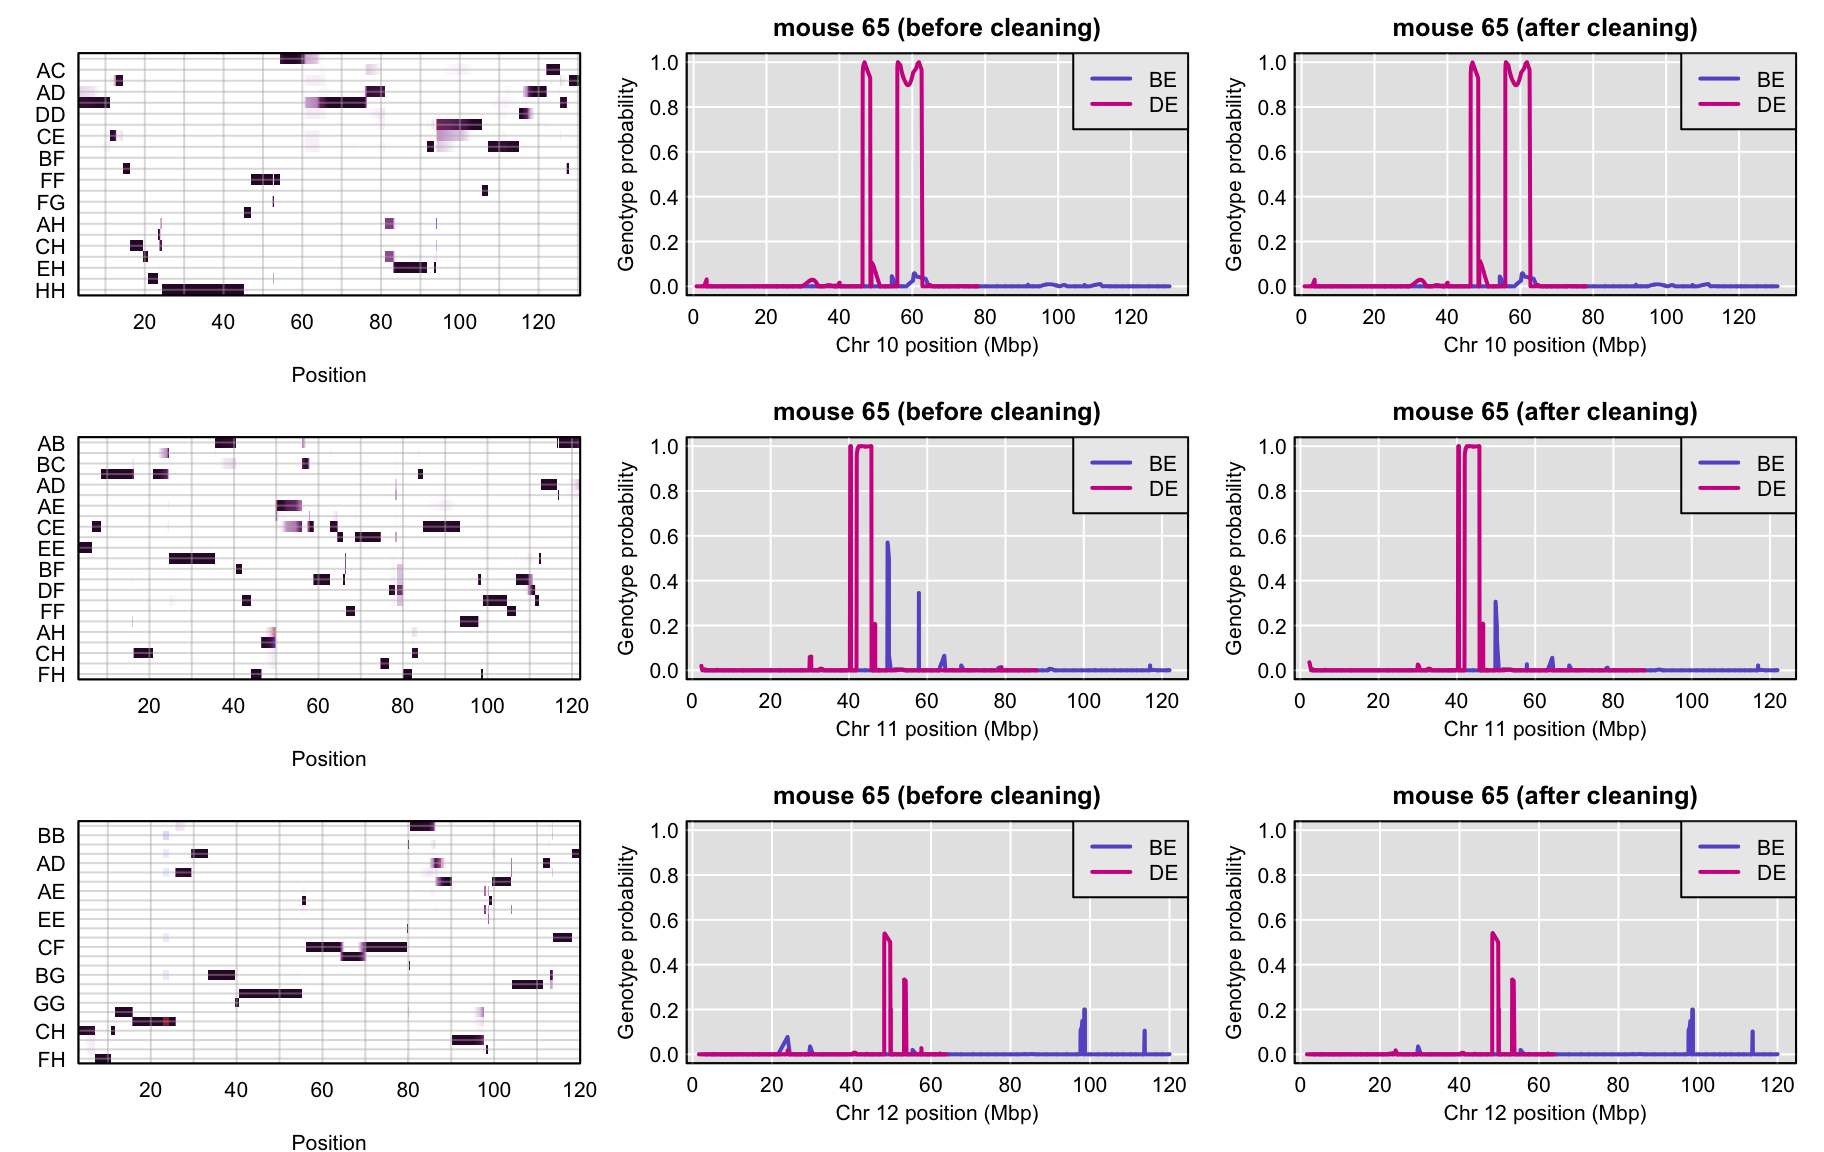 mouse 65 (before cleaning)
mouse 65 (after cleaning)
AC
AD
DD
CE
BF
FF
FG
AH
CH
EH
HH
20 40 60 80 100 120
Position
Genotype probability
1.0
0.8
0.6
0.4
0.2
0.0
BE
DE
0 20 40 60 80 100 120
Chr 10 position (Mbp)
Genotype probability
1.0
0.8
0.6
0.4
0.2
0.0
BE
DE
0 20 40 60 80 100 120
Chr 10 position (Mbp)
mouse 65 (before cleaning)
mouse 65 (after cleaning)
AB
BC
AD
AE
CE
EE
BF
DF
FF
AH
CH
FH
20 40 60 80 100 120
Position
Genotype probability
1.0
0.8
0.6
0.4
0.2
0.0
BE
DE
0 20 40 60 80 100 120
Chr 11 position (Mbp)
Genotype probability
1.0
0.8
0.6
0.4
0.2
0.0
BE
DE
0 20 40 60 80 100 120
Chr 11 position (Mbp)
mouse 65 (before cleaning)
mouse 65 (after cleaning)
BB
AD
AE
EE
CF
BG
GG
CH
FH
20 40 60 80 100 120
Position
Genotype probability
1.0
0.8
0.6
0.4
0.2
0.0
BE
DE
0 20 40 60 80 100 120
Chr 12 position (Mbp)
Genotype probability
1.0
0.8
0.6
0.4
0.2
0.0
BE
DE
0 20 40 60 80 100 120
Chr 12 position (Mbp)